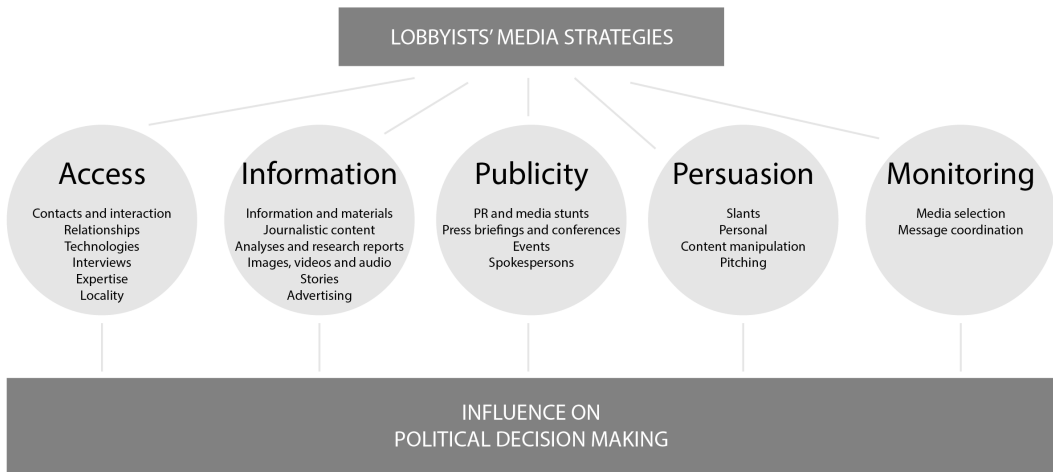 LOBBYISTS’ MEDIA STRATEGIES
Access
Contacts and interaction
Relationships
Technologies
Interviews
Expertise
Locality
Information
Information and materials
Journalistic content
Analyses and research reports
Images, videos and audio
Stories
Advertising
Publicity
PR and media stunts
Press briefings and conferences
Events
Spokespersons
Persuasion
Slants
Personal
Content manipulation
Pitching
Monitoring
Media selection
Message coordination
INFLUENCE ON
POLITICAL DECISION MAKING